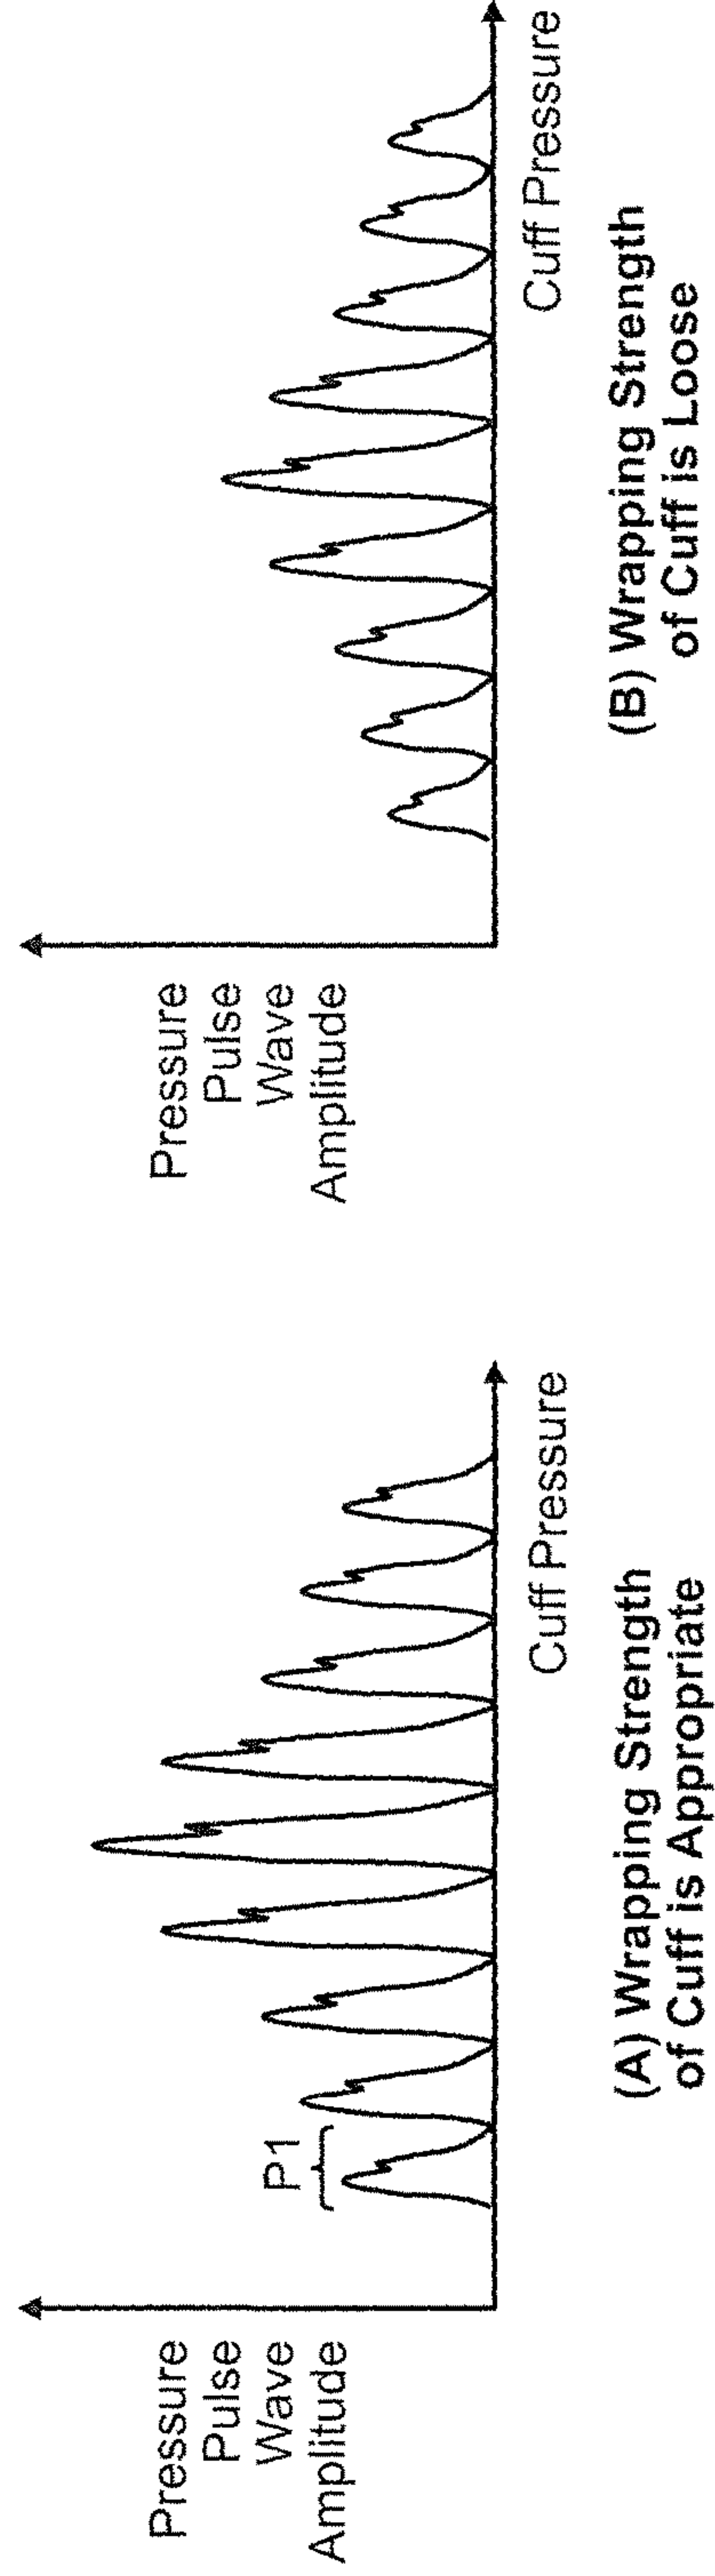 Pressure
Pulse
Wave
Amplitude
P1
Cuff Pressure
(A) Wrapping Strength
of Cuff is Appropriate
Pressure
Pulse
Wave
Amplitude
Cuff Pressure
(B) Wrapping Strength
of Cuff is Loose